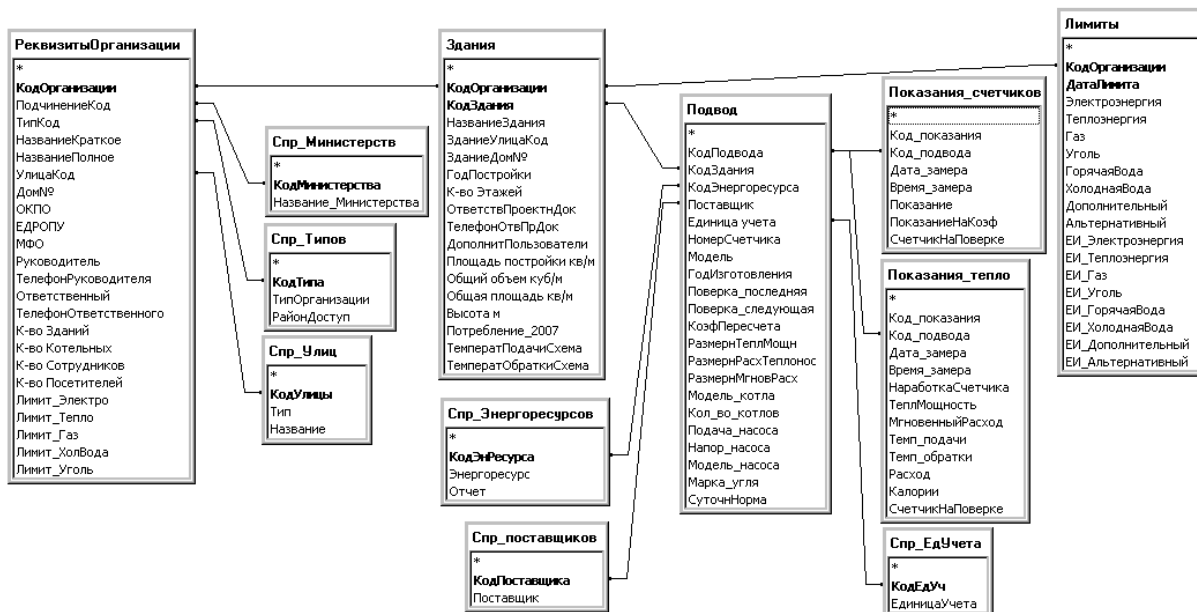 РеквизитыОрганизации
*
КодОрганизации
ПодчинениеКод
ТипКод
НазваниеКраткое
НазваниеПолное
УлицаКод
Дом№
ОКПО
ЕДРОПУ
МФО
Руководитель
ТелефонРуководителя
Ответственный
ТелефонОтветственного
К-во Зданий
К-во Котельных
К-во Сотрудников
К-во Посетителей
Лимит_Электро
Лимит_Тепло
Лимит_Газ
Лимит_ХолВода
Лимит_Уголь
Спр_Министерств
*
КодМинистерства
Название_Министерства
Спр_Типов
*
КодТипа
ТипОрганизации
РайонДоступ
Спр_Улиц
*
КодУлицы
Тип
Название
Здания
*
КодОрганизации
КодЗдания
НазваниеЗдания
ЗданиеУлицаКод
ЗданиеДом№
ГодПостройки
К-во Этажей
ОтветствПроектнДок
ТелефонОтвПрДок
ДополнитПользователи
Площадь постройки кв/м
Общий объем куб/м
Общая площадь кв/м
Высота м
Потребление_2007
ТемператПодачиСхема
ТемператОбраткиСхема
Спр_Энергоресурсов
*
КодЭнРесурса
Энергоресурс
Отчет
Спр_поставщиков
*
КодПоставщика
Поставщик
Подвод
*
КодПодвода
КодЗдания
КодЭнергоресурса
Поставщик
Единица учета
НомерСчетчика
Модель
ГодИзготовления
Поверка_последняя
Поверка_следующая
КоэфПересчета
РазмернТеплМощн
РазмернРасхТеплонос
РазмернМгновРасх
Модель_котла
Кол_во_котлов
Подача_насоса
Напор_насоса
Модель_насоса
Марка_угля
СуточнНорма
Показания_счетчиков
*
Код_показания
Код_подвода
Дата_замера
Время_замера
Показание
ПоказаниеНаКоэф
СчетчикНаПоверке
Показания_тепло
*
Код_показания
Код_подвода
Дата_замера
Время_замера
НаработкаСчетчика
ТеплМощность
МгновенныйРасход
Темп_подачи
Темп_обратки
Расход
Калории
СчетчикНаПоверке
Спр_ЕдУчета
*
КодЕдУч
ЕдиницаУчета
Лимиты
*
КодОрганизации
ДатаЛимита
Электроэнергия
Теплоэнергия
Газ
Уголь
ГорячаяВода
ХолоднаяВода
Дополнительный
Альтернативный
ЕИ_Электроэнергия
ЕИ_Теплоэнергия
ЕИ_Газ
ЕИ_Уголь
ЕИ_ГорячаяВода
ЕИ_ХолоднаяВода
ЕИ_Дополнительный
ЕИ_Альтернативный